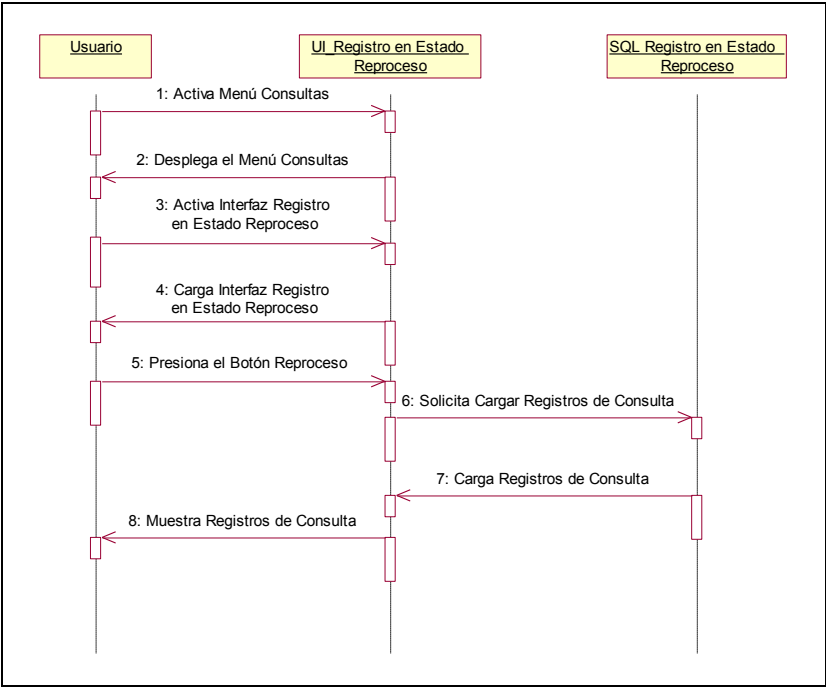 Usuario
UI_Registro en Estado
Reproceso
SQL Registro en Estado
Reproceso
1: Activa Menú Consultas
2: Desplega el Menú Consultas
3: Activa Interfaz Registro
en Estado Reproceso
4: Carga Interfaz Registro
en Estado Reproceso
5: Presiona el Botón Reproceso
6: Solicita Cargar Registros de Consulta
7: Carga Registros de Consulta
8: Muestra Registros de Consulta